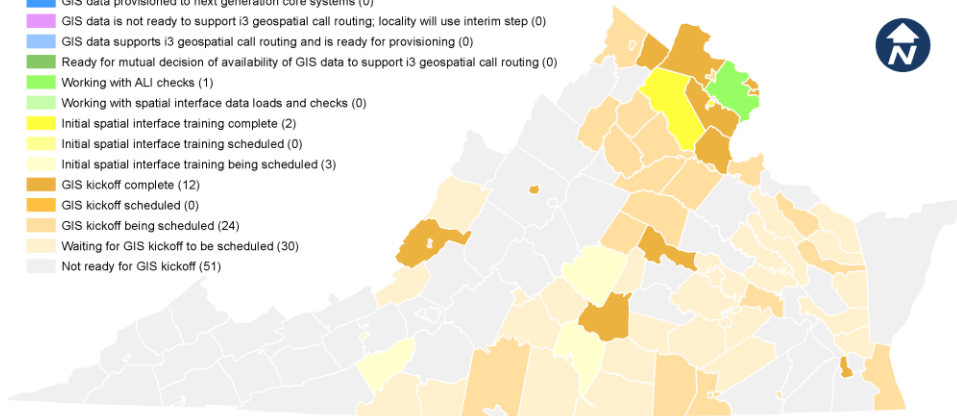 GIS data provisioned to next generation core systems (0)
GIS data is not ready to support i3 geospatial call routing; locality will use interim step (0)
GIS data supports i3 geospatial call routing and is ready for provisioning (0)
Ready for mutual decision of availability of GIS data to support i3 geospatial call routing (0)
Working with ALI checks (1)
Working with spatial interface data loads and checks (0)
Initial spatial interface training complete (2)
Initial spatial interface training scheduled (0)
Initial spatial interface training being scheduled (3)
GIS kickoff complete (12)
GIS kickoff scheduled (0)
GIS kickoff being scheduled (24)
Waiting for GIS kickoff to be scheduled (30)
Not ready for GIS kickoff (51)
N